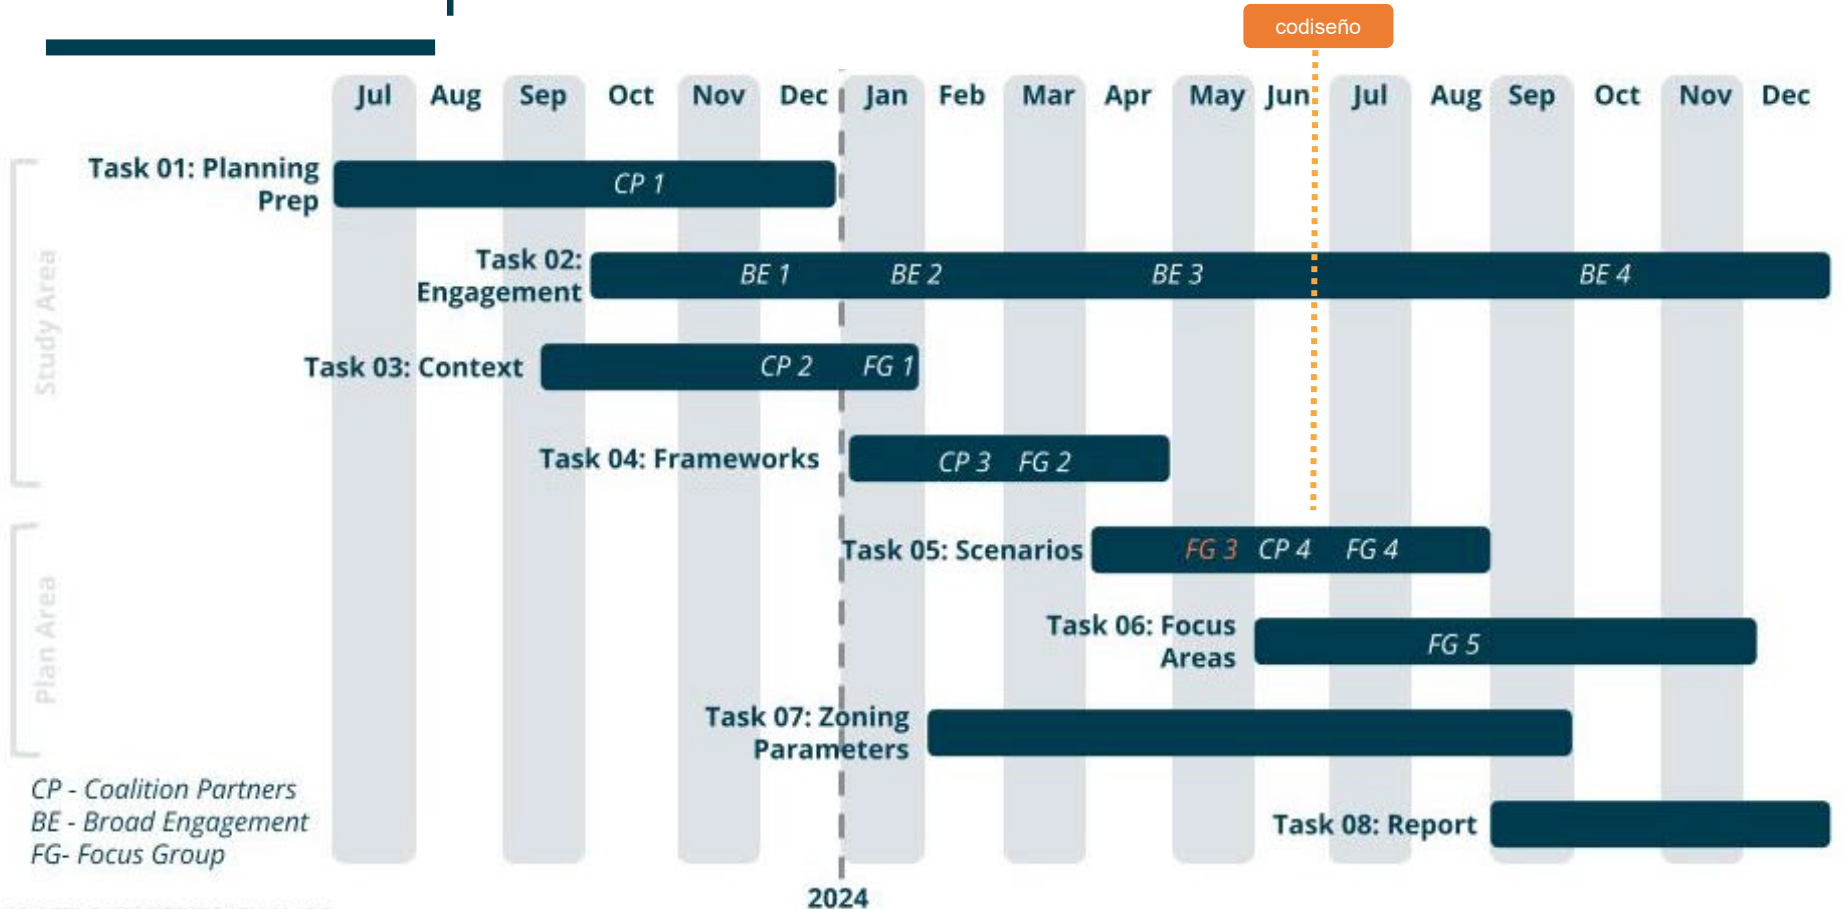 codiseño
Jul Aug Sep Oct Nov Dec Jan Feb Mar Apr May Jun Jul Aug Sep Oct Nov Dec
Study Area
Task 01: Planning
Prep
CP 1
Task 02:
Engagement
BE 1 BE 2 BE 3 BE 4
Task 03: Context
CP 2 FG 1
Task 04: Frameworks
CP 3 FG 2
Plan Area
Task 05: Scenarios
FG 3 CP 4 FG 4
Task 06: Focus
Areas
FG 5
Task 07: Zoning
Parameters
Task 08: Report
CP - Coalition Partners
BE - Broad Engagement
FG- Focus Group
2024